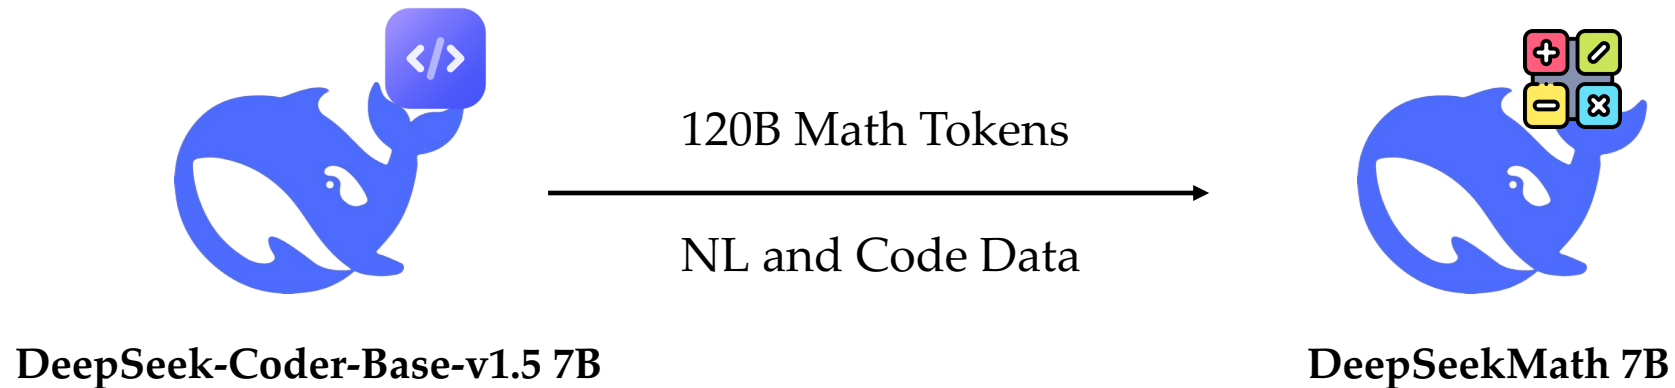 </>
120B Math Tokens
NL and Code Data
DeepSeek-Coder-Base-v1.5 7B
DeepSeekMath 7B